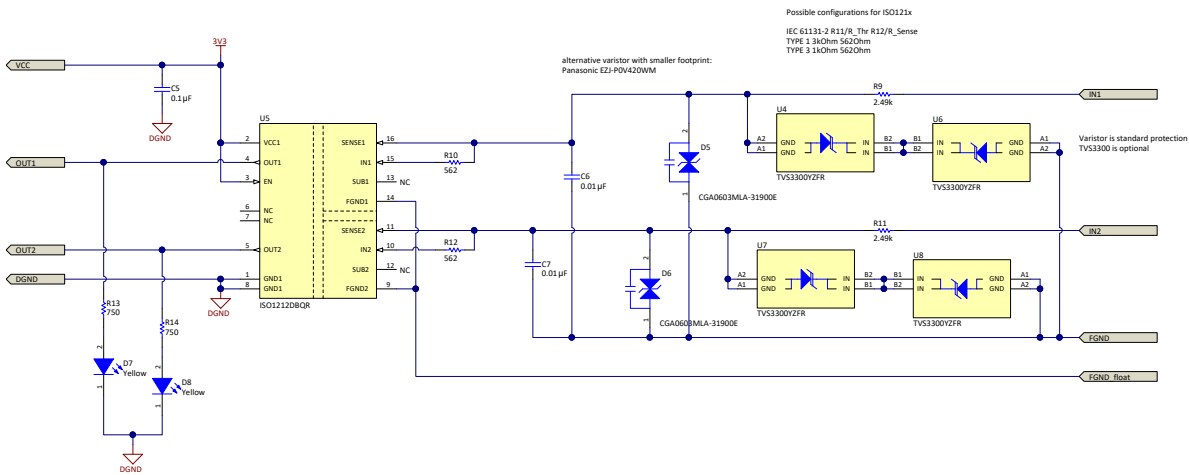 Possible configurations for ISO121x
IEC 61131-2 R11/R_Thr R12/R_Sense
TYPE 1 3kOhm 562Ohm
TYPE 3 1kOhm 562Ohm
alternative varistor with smaller footprint:
Panasonic EZJ-P0V420WM
3V3
VCC
C5
0.1µF
DGND
U5
2 VCC1
4 OUT1
3 EN
6 NC
7 NC
5 OUT2
1 GND1
8 GND1
SENSE1 16
IN1 15
SUB1 13 NC
FGND1 14
SENSE2 11
IN2 10
SUB2 12 NC
FGND2 9
ISO1212DBQR
OUT1
OUT2
DGND
DGND
R13
750
R14
750
2
D7
Yellow
1
2
D8
Yellow
1
DGND
R10
562
R12
562
C6
0.01µF
C7
0.01µF
2
D5
1
CGA0603MLA-31900E
2
D6
1
CGA0603MLA-31900E
R9
2.49k
IN1
U4
A2 GND IN B2
A1 GND IN B1
TVS3300YZFR
U6
B2 IN GND A1
B1 IN GND A2
TVS3300YZFR
Varistor is standard protection
TVS3300 is optional
R11
2.49k
IN2
U7
A2 GND IN B2
A1 GND IN B1
TVS3300YZFR
U8
B1 IN GND A1
B2 IN GND A2
TVS3300YZFR
FGND
FGND_float